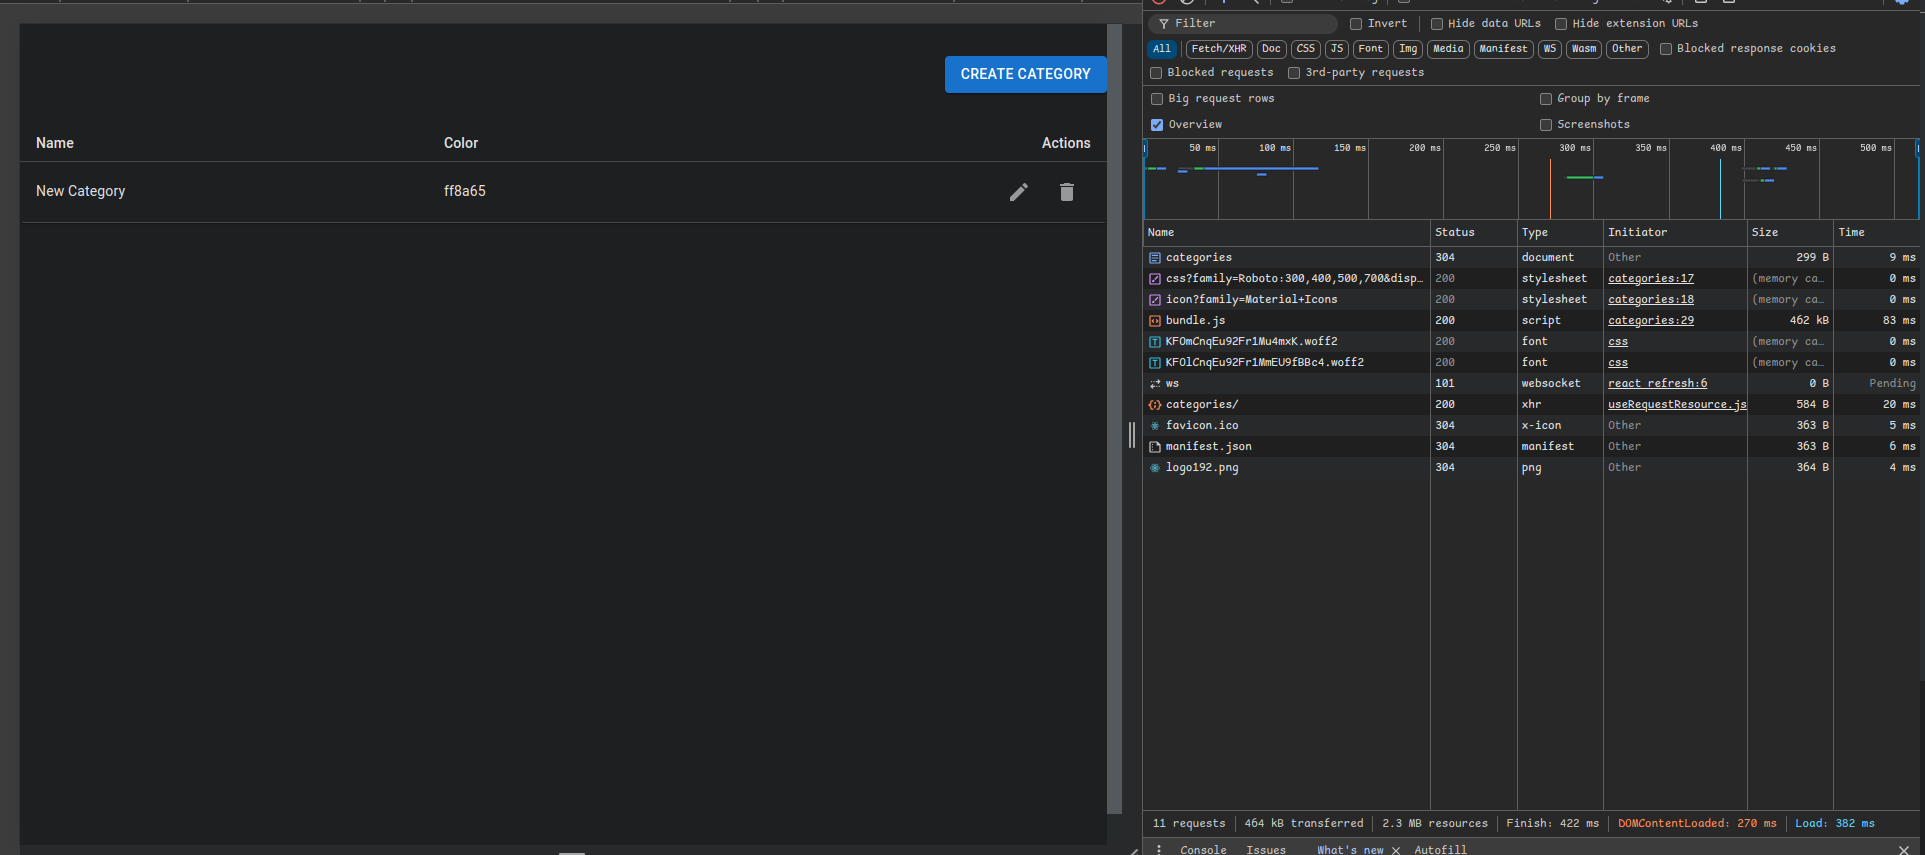 CREATE CATEGORY
Name Color Actions
New Category ff8a65
Filter Invert Hide data URLs Hide extension URLs
All Fetch/XHR Doc CSS JS Font Img Media Manifest WS Wasm Other Blocked response cookies
Blocked requests 3rd-party requests
Big request rows Group by frame
Overview Screenshots
50 ms 100 ms 150 ms 200 ms 250 ms 300 ms 350 ms 400 ms 450 ms 500 ms
Name Status Type Initiator Size Time
categories 304 document Other 299 B 9 ms
css?family=Roboto:300,400,500,700&disp… 200 stylesheet categories:17 (memory ca… 0 ms
icon?family=Material+Icons 200 stylesheet categories:18 (memory ca… 0 ms
bundle.js 200 script categories:29 462 kB 83 ms
KFOmCnqEu92Fr1Mu4mxK.woff2 200 font css (memory ca… 0 ms
KFOlCnqEu92Fr1MmEU9fBBc4.woff2 200 font css (memory ca… 0 ms
ws 101 websocket react refresh:6 0 B Pending
categories/ 200 xhr useRequestResource.js 584 B 20 ms
favicon.ico 304 x-icon Other 363 B 5 ms
manifest.json 304 manifest Other 363 B 6 ms
logo192.png 304 png Other 364 B 4 ms
11 requests 464 kB transferred 2.3 MB resources Finish: 422 ms DOMContentLoaded: 270 ms Load: 382 ms
Console Issues What's new Autofill